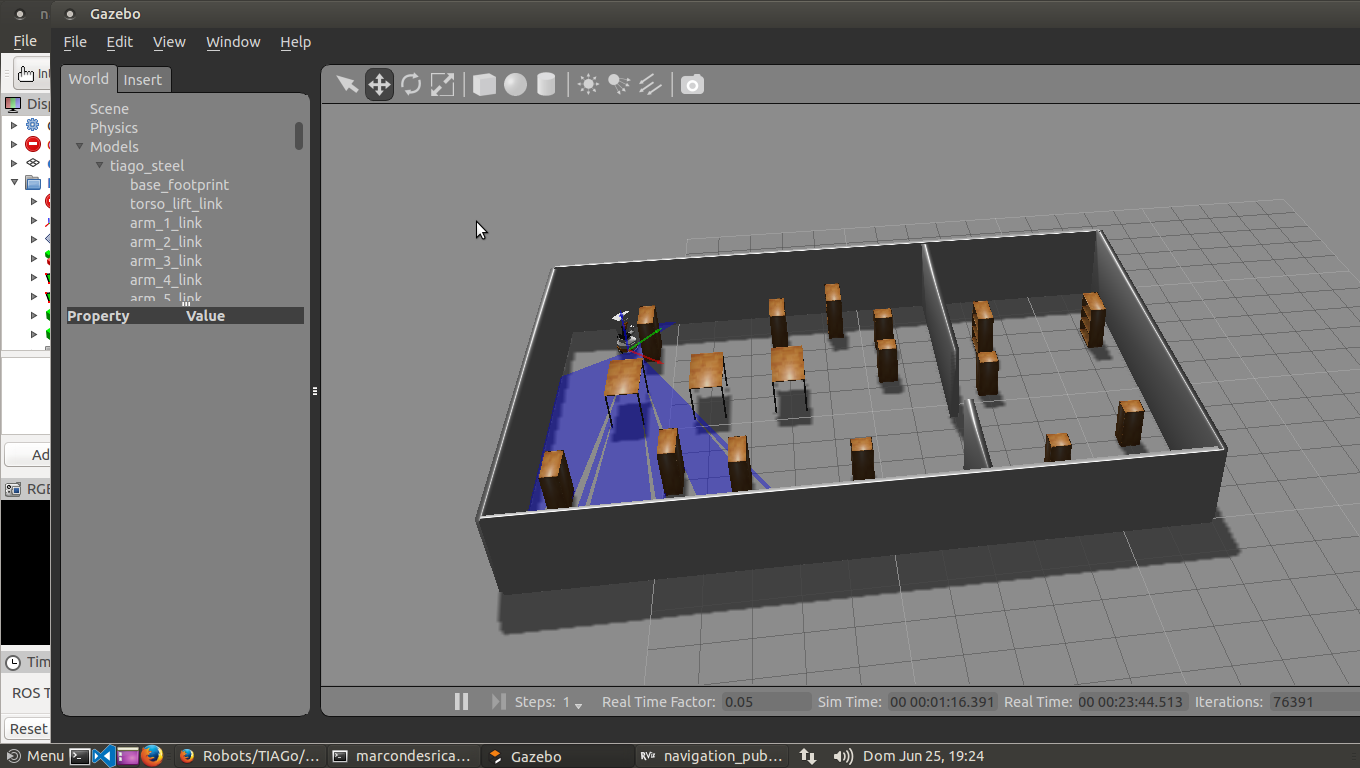 n Gazebo
File
File Edit View Window Help
Int
World Insert
Disp
Scene
Physics
Models
tiago_steel
base_footprint
torso_lift_link
arm_1_link
arm_2_link
arm_3_link
arm_4_link
arm_5_link
Property Value
Ad
RGB
Tim
ROS T
Reset
Steps: 1 Real Time Factor: 0.05 Sim Time: 00 00:01:16.391 Real Time: 00 00:23:44.513 Iterations: 76391
Menu Robots/TIAGo/... marcondesrica... Gazebo RViz navigation_pub... Dom Jun 25, 19:24